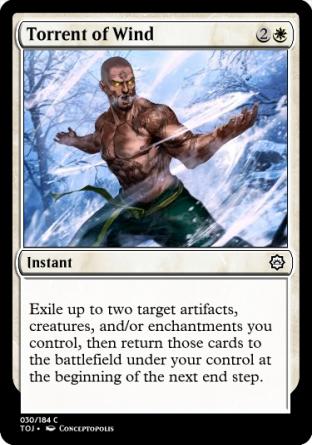 Torrent of Wind 2
Instant
Exile up to two target artifacts,
creatures, and/or enchantments you
control, then return those cards to
the battlefield under your control at
the beginning of the next end step.
030/184 C
TOJ • Conceptopolis